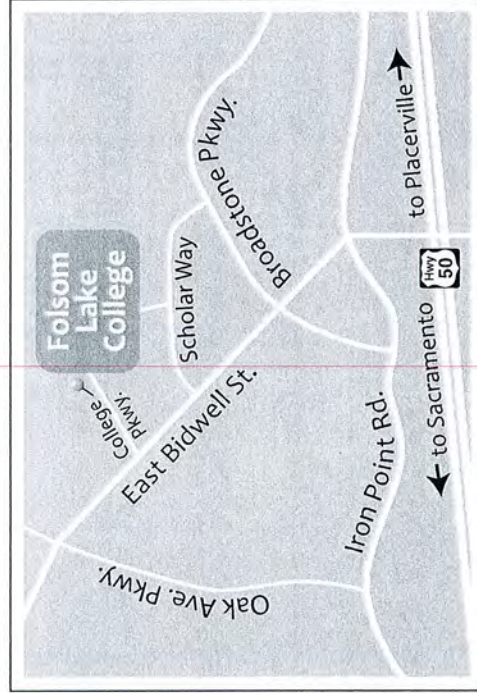 Folsom
Lake
College
College
Pkwy.
Scholar Way
Broadstone Pkwy.
East Bidwell St.
Oak Ave. Pkwy.
Iron Point Rd.
to Placerville
Hwy
50
to Sacramento